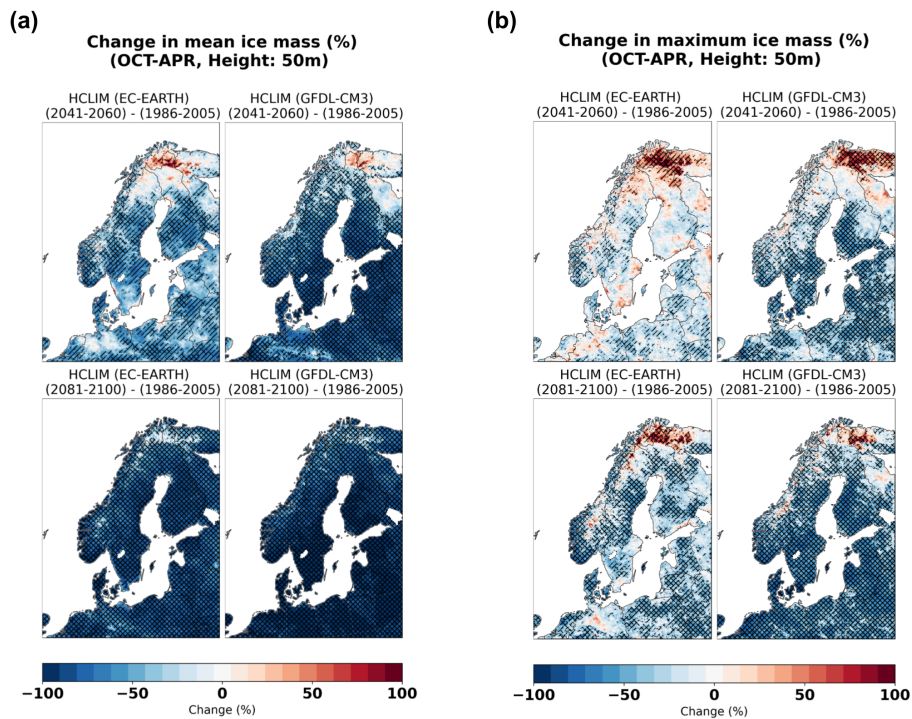 (a)
Change in mean ice mass (%)
(OCT-APR, Height: 50m)
HCLIM (EC-EARTH)
(2041-2060) - (1986-2005)
HCLIM (GFDL-CM3)
(2041-2060) - (1986-2005)
HCLIM (EC-EARTH)
(2081-2100) - (1986-2005)
HCLIM (GFDL-CM3)
(2081-2100) - (1986-2005)
−100 −50 0 50 100
Change (%)
(b)
Change in maximum ice mass (%)
(OCT-APR, Height: 50m)
HCLIM (EC-EARTH)
(2041-2060) - (1986-2005)
HCLIM (GFDL-CM3)
(2041-2060) - (1986-2005)
HCLIM (EC-EARTH)
(2081-2100) - (1986-2005)
HCLIM (GFDL-CM3)
(2081-2100) - (1986-2005)
−100 −50 0 50 100
Change (%)